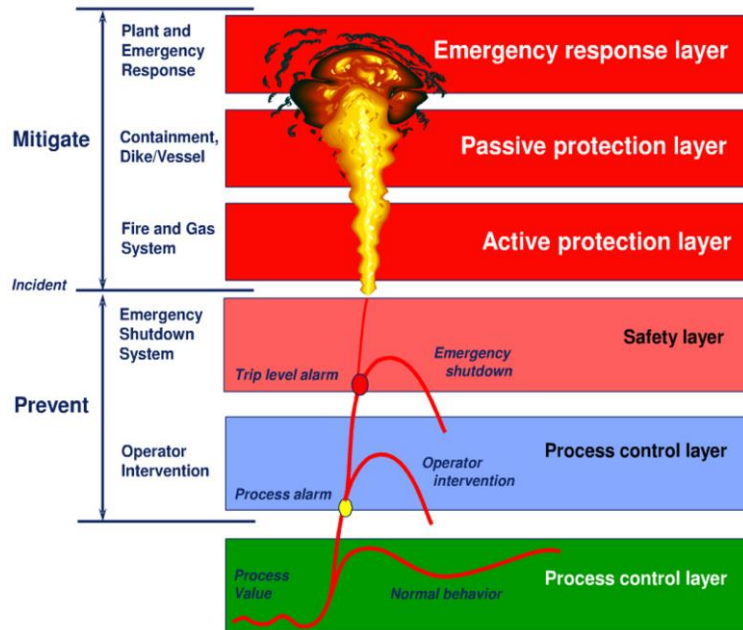 Plant and
Emergency
Response
Emergency response layer
Mitigate
Containment,
Dike/Vessel
Passive protection layer
Fire and Gas
System
Active protection layer
Incident
Emergency
Shutdown
System
Safety layer
Emergency
shutdown
Trip level alarm
Prevent
Operator
Intervention
Process control layer
Operator
intervention
Process alarm
Process
Value
Normal behavior
Process control layer